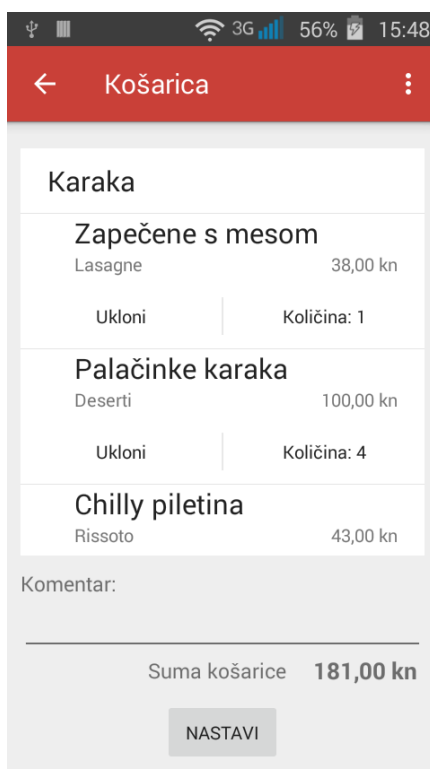 3G 56% 15:48
Košarica
Karaka
Zapečene s mesom
Lasagne 38,00 kn
Ukloni Količina: 1
Palačinke karaka
Deserti 100,00 kn
Ukloni Količina: 4
Chilly piletina
Rissoto 43,00 kn
Komentar:
Suma košarice 181,00 kn
NASTAVI